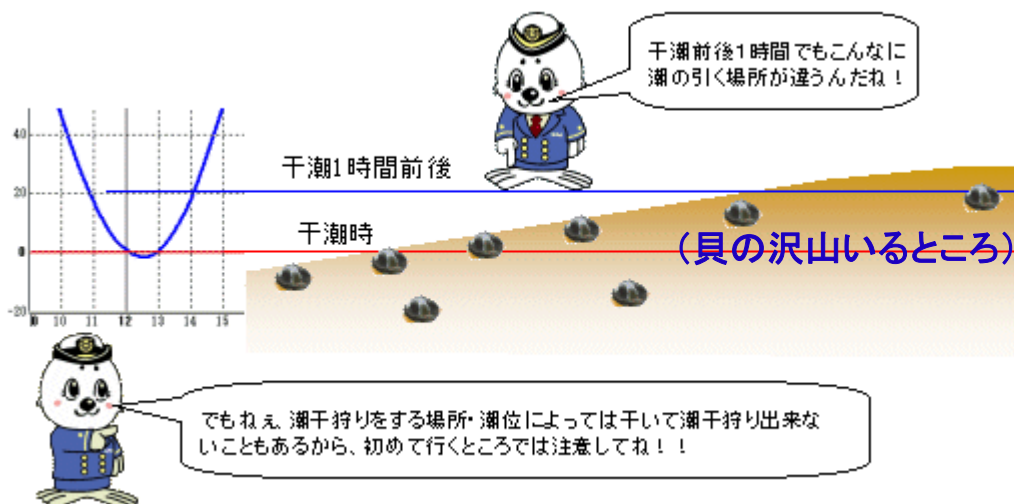 干潮前後1時間でもこんなに
潮の引く場所が違うんだね！
40
20
0
-20
10 11 12 13 14 15
干潮1時間前後
干潮時
(貝の沢山いるところ)
でもねぇ、潮干狩りをする場所・潮位によっては干いて潮干狩り出来な
いこともあるから、初めて行くところでは注意してね！！